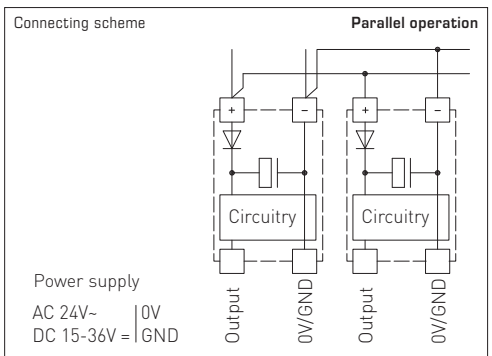 Connecting scheme
Parallel operation
+ − + −
Circuitry
Circuitry
Output
0V/GND
Output
0V/GND
Power supply
AC 24V~ | 0V
DC 15-36V = | GND